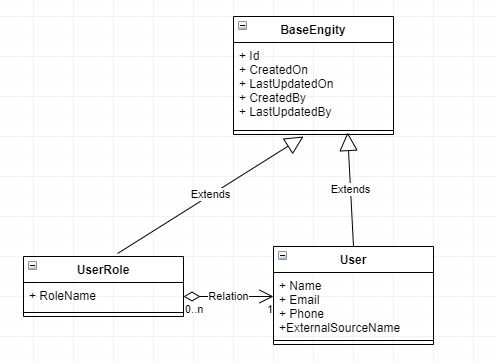 BaseEngity
+ Id
+ CreatedOn
+ LastUpdatedOn
+ CreatedBy
+ LastUpdatedBy
Extends
Extends
UserRole
+ RoleName
Relation
0..n
1
User
+ Name
+ Email
+ Phone
+ExternalSourceName